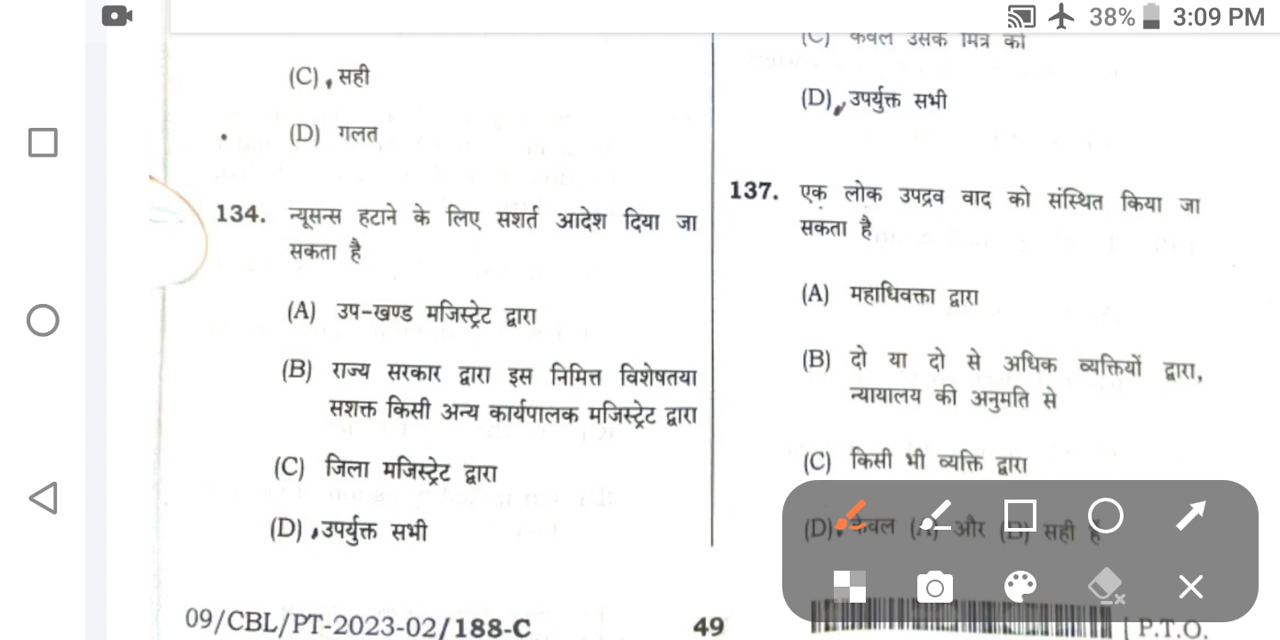 38% 3:09 PM
(C) सही
(D) गलत
134. न्यूसन्स हटाने के लिए सशर्त आदेश दिया जा
सकता है
(A) उप-खण्ड मजिस्ट्रेट द्वारा
(B) राज्य सरकार द्वारा इस निमित्त विशेषतया
सशक्त किसी अन्य कार्यपालक मजिस्ट्रेट द्वारा
(C) जिला मजिस्ट्रेट द्वारा
(D) उपर्युक्त सभी
(C) केवल उसके मित्र को
(D) उपर्युक्त सभी
137. एक लोक उपद्रव वाद को संस्थित किया जा
सकता है
(A) महाधिवक्ता द्वारा
(B) दो या दो से अधिक व्यक्तियों द्वारा,
न्यायालय की अनुमति से
(C) किसी भी व्यक्ति द्वारा
(D) केवल (A) और (B) सही हैं
09/CBL/PT-2023-02/188-C
49
[ P.T.O